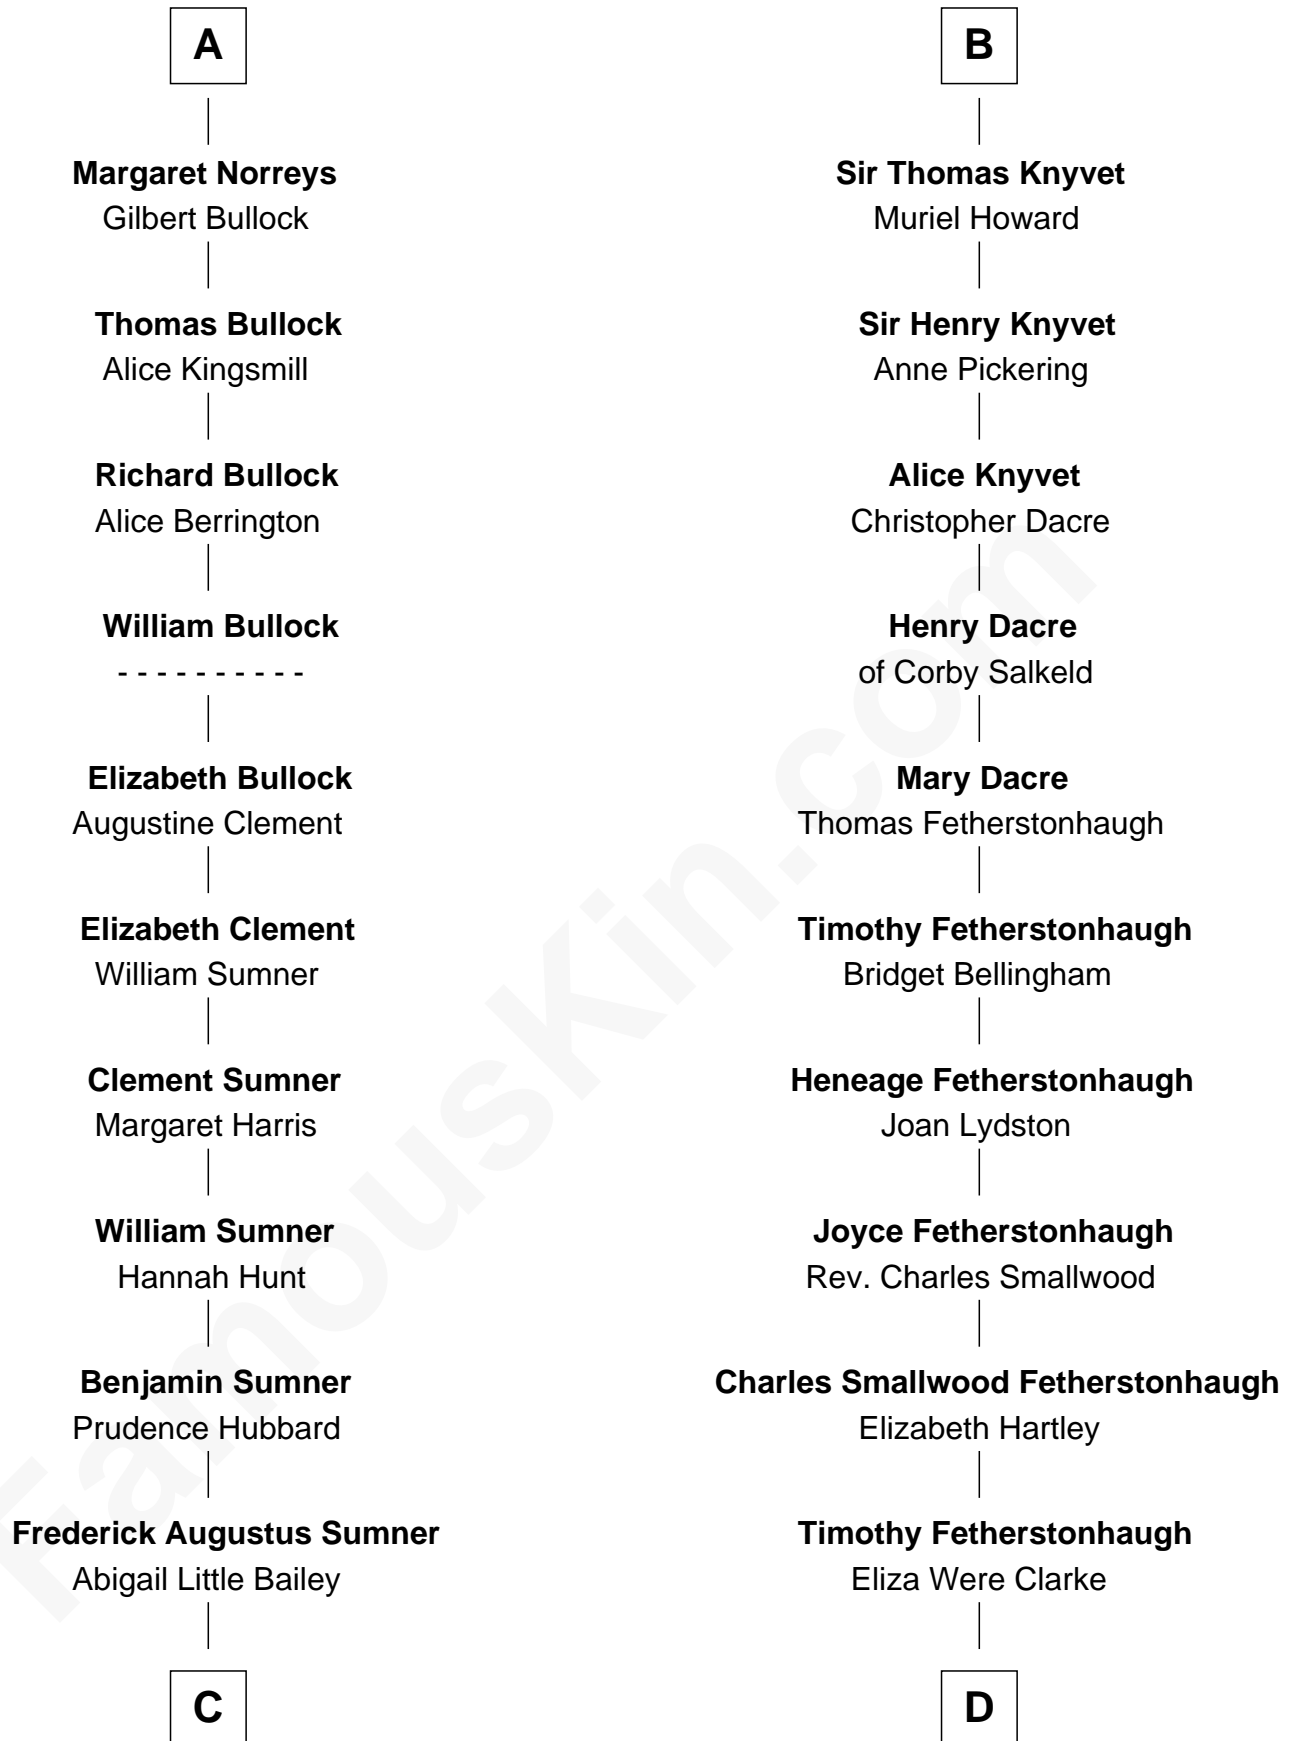 A
Margaret Norreys
Gilbert Bullock
Thomas Bullock
Alice Kingsmill
Richard Bullock
Alice Berrington
William Bullock
- - - - - - - - - -
Elizabeth Bullock
Augustine Clement
Elizabeth Clement
William Sumner
Clement Sumner
Margaret Harris
William Sumner
Hannah Hunt
Benjamin Sumner
Prudence Hubbard
Frederick Augustus Sumner
Abigail Little Bailey
C
B
Sir Thomas Knyvet
Muriel Howard
Sir Henry Knyvet
Anne Pickering
Alice Knyvet
Christopher Dacre
Henry Dacre
of Corby Salkeld
Mary Dacre
Thomas Fetherstonhaugh
Timothy Fetherstonhaugh
Bridget Bellingham
Heneage Fetherstonhaugh
Joan Lydston
Joyce Fetherstonhaugh
Rev. Charles Smallwood
Charles Smallwood Fetherstonhaugh
Elizabeth Hartley
Timothy Fetherstonhaugh
Eliza Were Clarke
D
FamousKin.com